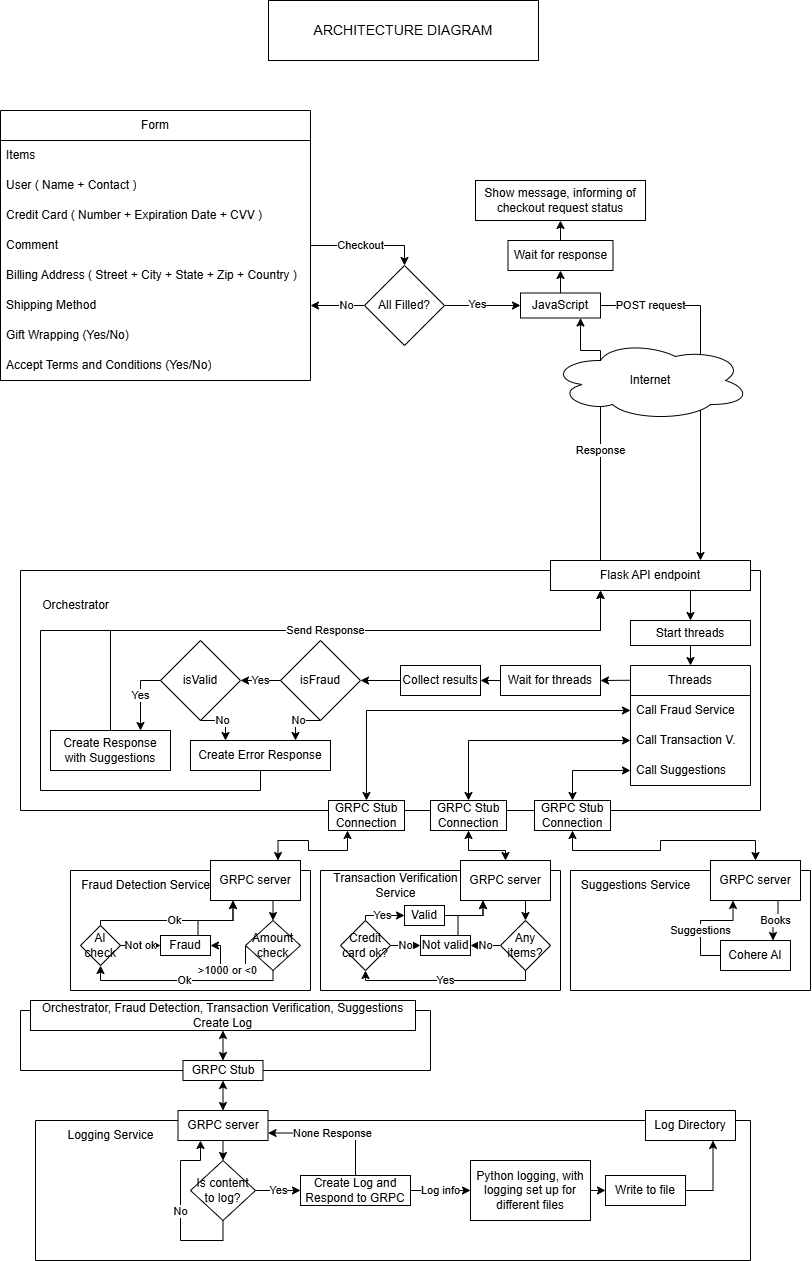 ARCHITECTURE DIAGRAM
Form
Items
User ( Name + Contact )
Credit Card ( Number + Expiration Date + CVV )
Comment
Billing Address ( Street + City + State + Zip + Country )
Shipping Method
Gift Wrapping (Yes/No)
Accept Terms and Conditions (Yes/No)
Checkout
All Filled?
No
Yes
Show message, informing of
checkout request status
Wait for response
JavaScript
POST request
Internet
Response
Flask API endpoint
Orchestrator
Send Response
Start threads
Threads
Call Fraud Service
Call Transaction V.
Call Suggestions
Wait for threads
Collect results
isFraud
Yes
No
isValid
Yes
No
Create Response
with Suggestions
Create Error Response
GRPC Stub
Connection
GRPC Stub
Connection
GRPC Stub
Connection
Fraud Detection Service
GRPC server
Ok
AI
check
Not ok
Fraud
Amount
check
>1000 or <0
Ok
Transaction Verification
Service
GRPC server
Yes
Valid
Credit
card ok?
No
Not valid
No
Any
items?
Yes
Suggestions Service
GRPC server
Suggestions
Books
Cohere AI
Orchestrator, Fraud Detection, Transaction Verification, Suggestions
Create Log
GRPC Stub
Logging Service
GRPC server
None Response
Log Directory
Is content
to log?
Yes
No
Create Log and
Respond to GRPC
Log info
Python logging, with
logging set up for
different files
Write to file